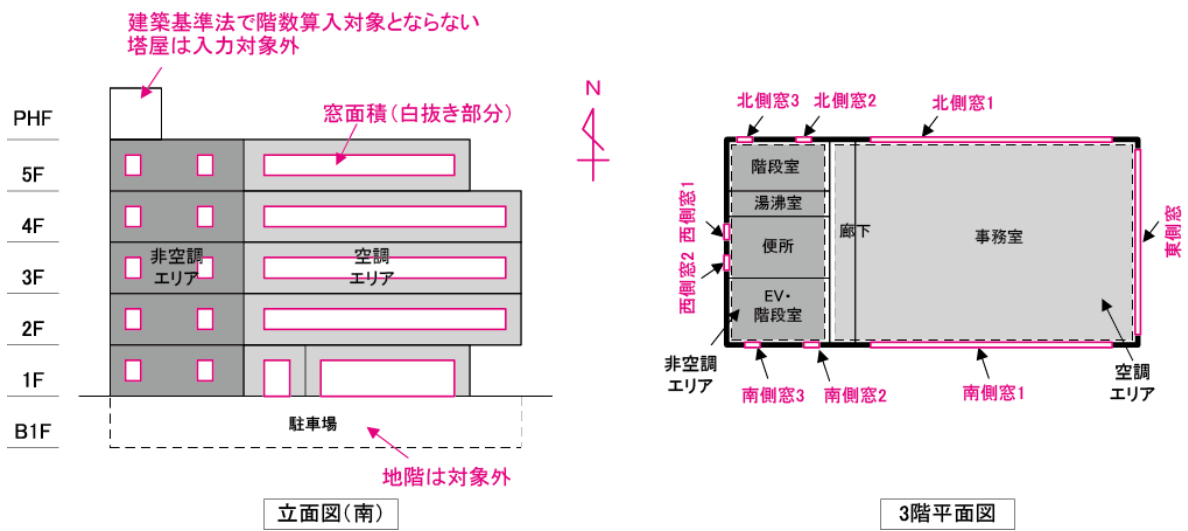 建築基準法で階数算入対象とならない
塔屋は入力対象外
PHF
5F
4F
3F
2F
1F
B1F
窓面積(白抜き部分)
非空調
エリア
空調
エリア
駐車場
地階は対象外
立面図(南)
N
北側窓3
北側窓2
北側窓1
西側窓1
西側窓2
東側窓
階段室
湯沸室
便所
EV・
階段室
廊下
事務室
非空調
エリア
空調
エリア
南側窓3
南側窓2
南側窓1
3階平面図